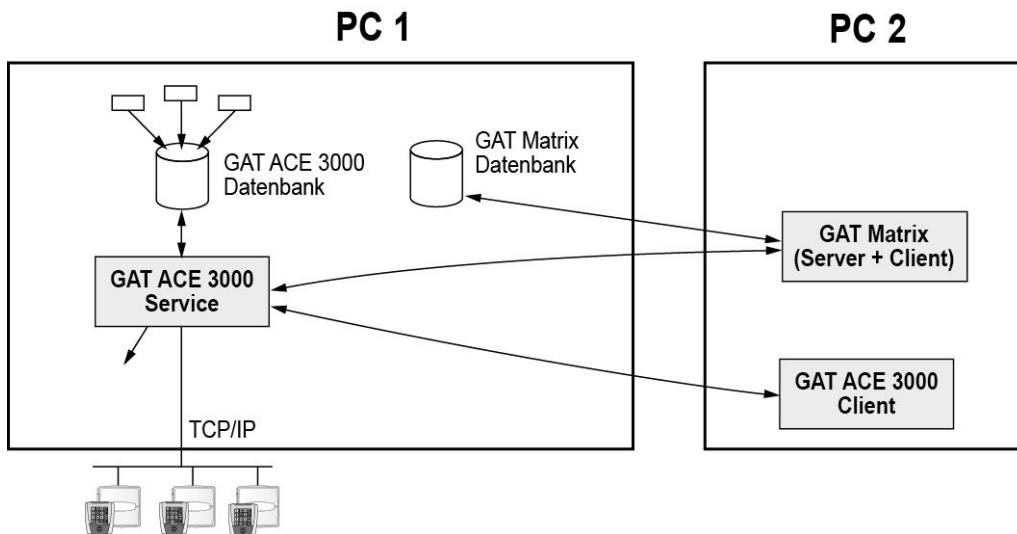 PC 1
PC 2
GAT ACE 3000
Datenbank
GAT Matrix
Datenbank
GAT Matrix
(Server + Client)
GAT ACE 3000
Service
GAT ACE 3000
Client
TCP/IP